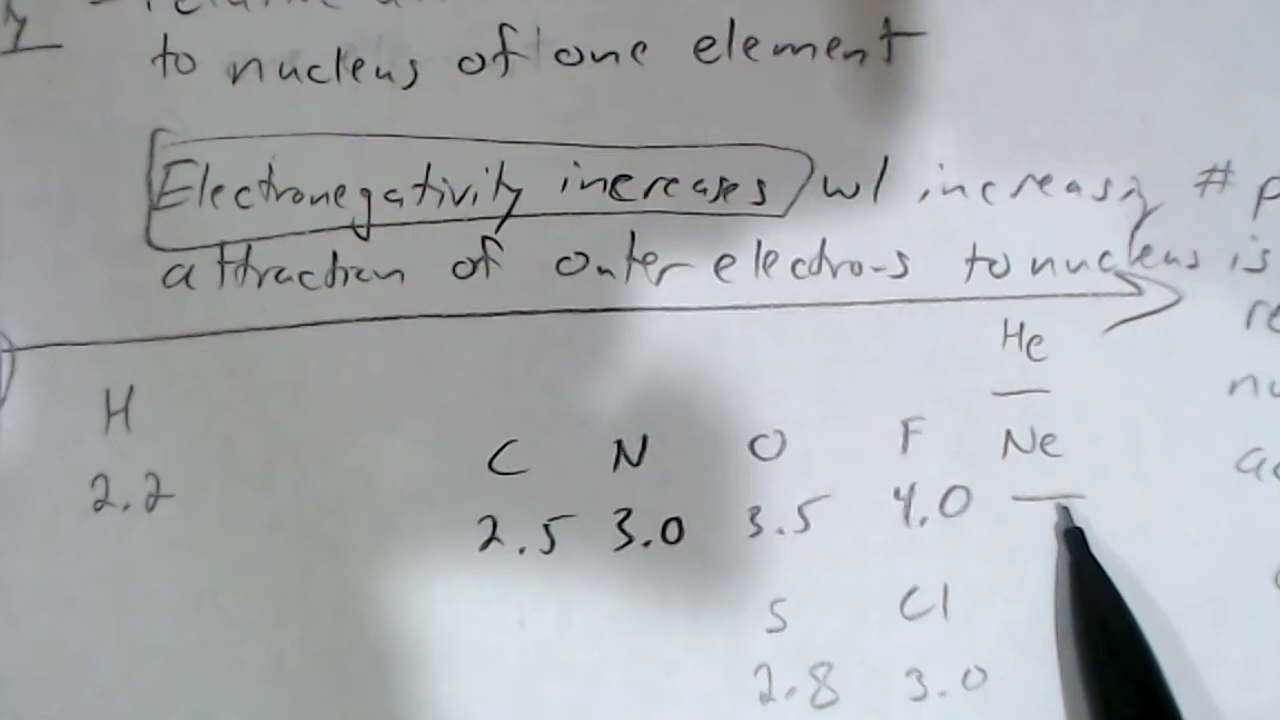 to nucleus of one element
Electronegativity increases w/ increasing #
attraction of outer electrons to nucleus is
He
H
C N O F Ne
2.2
2.5 3.0 3.5 4.0
S Cl
2.8 3.0